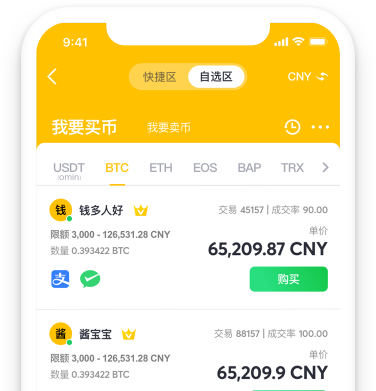 9:41
快捷区 自选区 CNY
我要买币 我要卖币
USDT BTC ETH EOS BAP TRX
(omin)
钱 钱多人好 交易 45157 | 成交率 90.00
限额 3,000 - 126,531.28 CNY 单价
数量 0.393422 BTC 65,209.87 CNY
支 购买
酱 酱宝宝 交易 88157 | 成交率 100.00
限额 3,000 - 126,531.28 CNY 单价
数量 0.393422 BTC 65,209.9 CNY